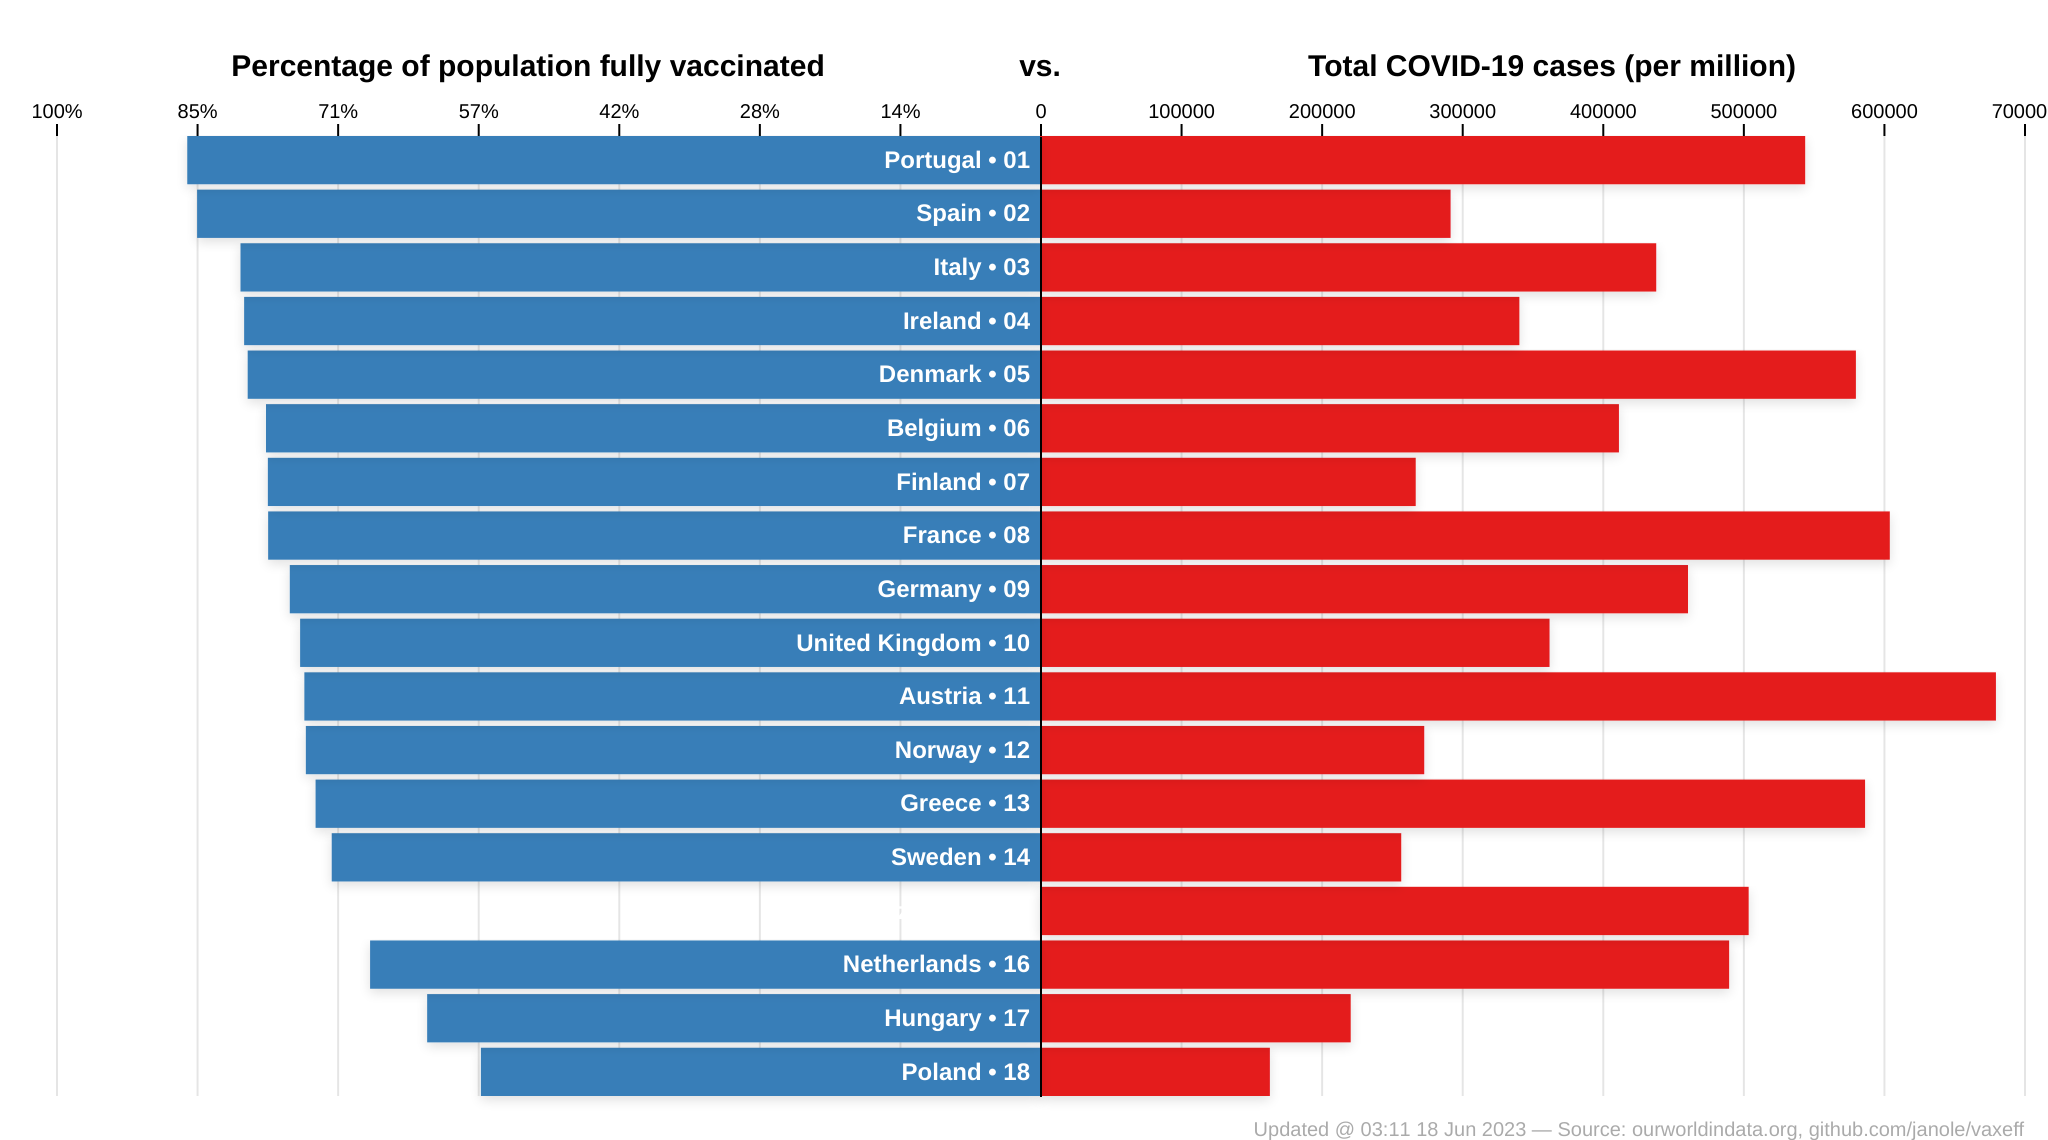 Percentage of population fully vaccinated vs. Total COVID-19 cases (per million)
100% 85% 71% 57% 42% 28% 14% 0 100000 200000 300000 400000 500000 600000 70000
Portugal • 01
Spain • 02
Italy • 03
Ireland • 04
Denmark • 05
Belgium • 06
Finland • 07
France • 08
Germany • 09
United Kingdom • 10
Austria • 11
Norway • 12
Greece • 13
Sweden • 14
Netherlands • 16
Hungary • 17
Poland • 18
Updated @ 03:11 18 Jun 2023 — Source: ourworldindata.org, github.com/janole/vaxeff